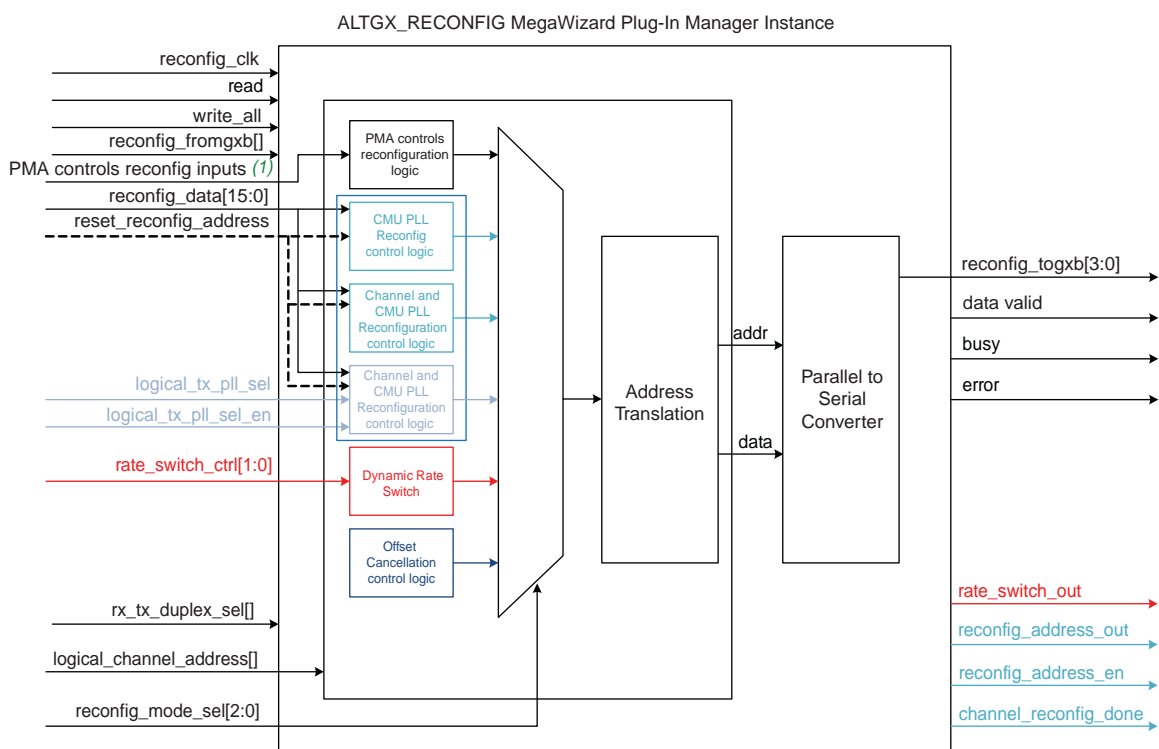 ALTGX_RECONFIG MegaWizard Plug-In Manager Instance
reconfig_clk
read
write_all
reconfig_fromgxb[]
PMA controls reconfig inputs (1)
reconfig_data[15:0]
reset_reconfig_address
logical_tx_pll_sel
logical_tx_pll_sel_en
rate_switch_ctrl[1:0]
rx_tx_duplex_sel[]
logical_channel_address[]
reconfig_mode_sel[2:0]
PMA controls
reconfiguration
logic
CMU PLL
Reconfig
control logic
Channel and
CMU PLL
Reconfiguration
control logic
Channel and
CMU PLL
Reconfiguration
control logic
Dynamic Rate
Switch
Offset
Cancellation
control logic
Address
Translation
addr
data
Parallel to
Serial
Converter
reconfig_togxb[3:0]
data valid
busy
error
rate_switch_out
reconfig_address_out
reconfig_address_en
channel_reconfig_done